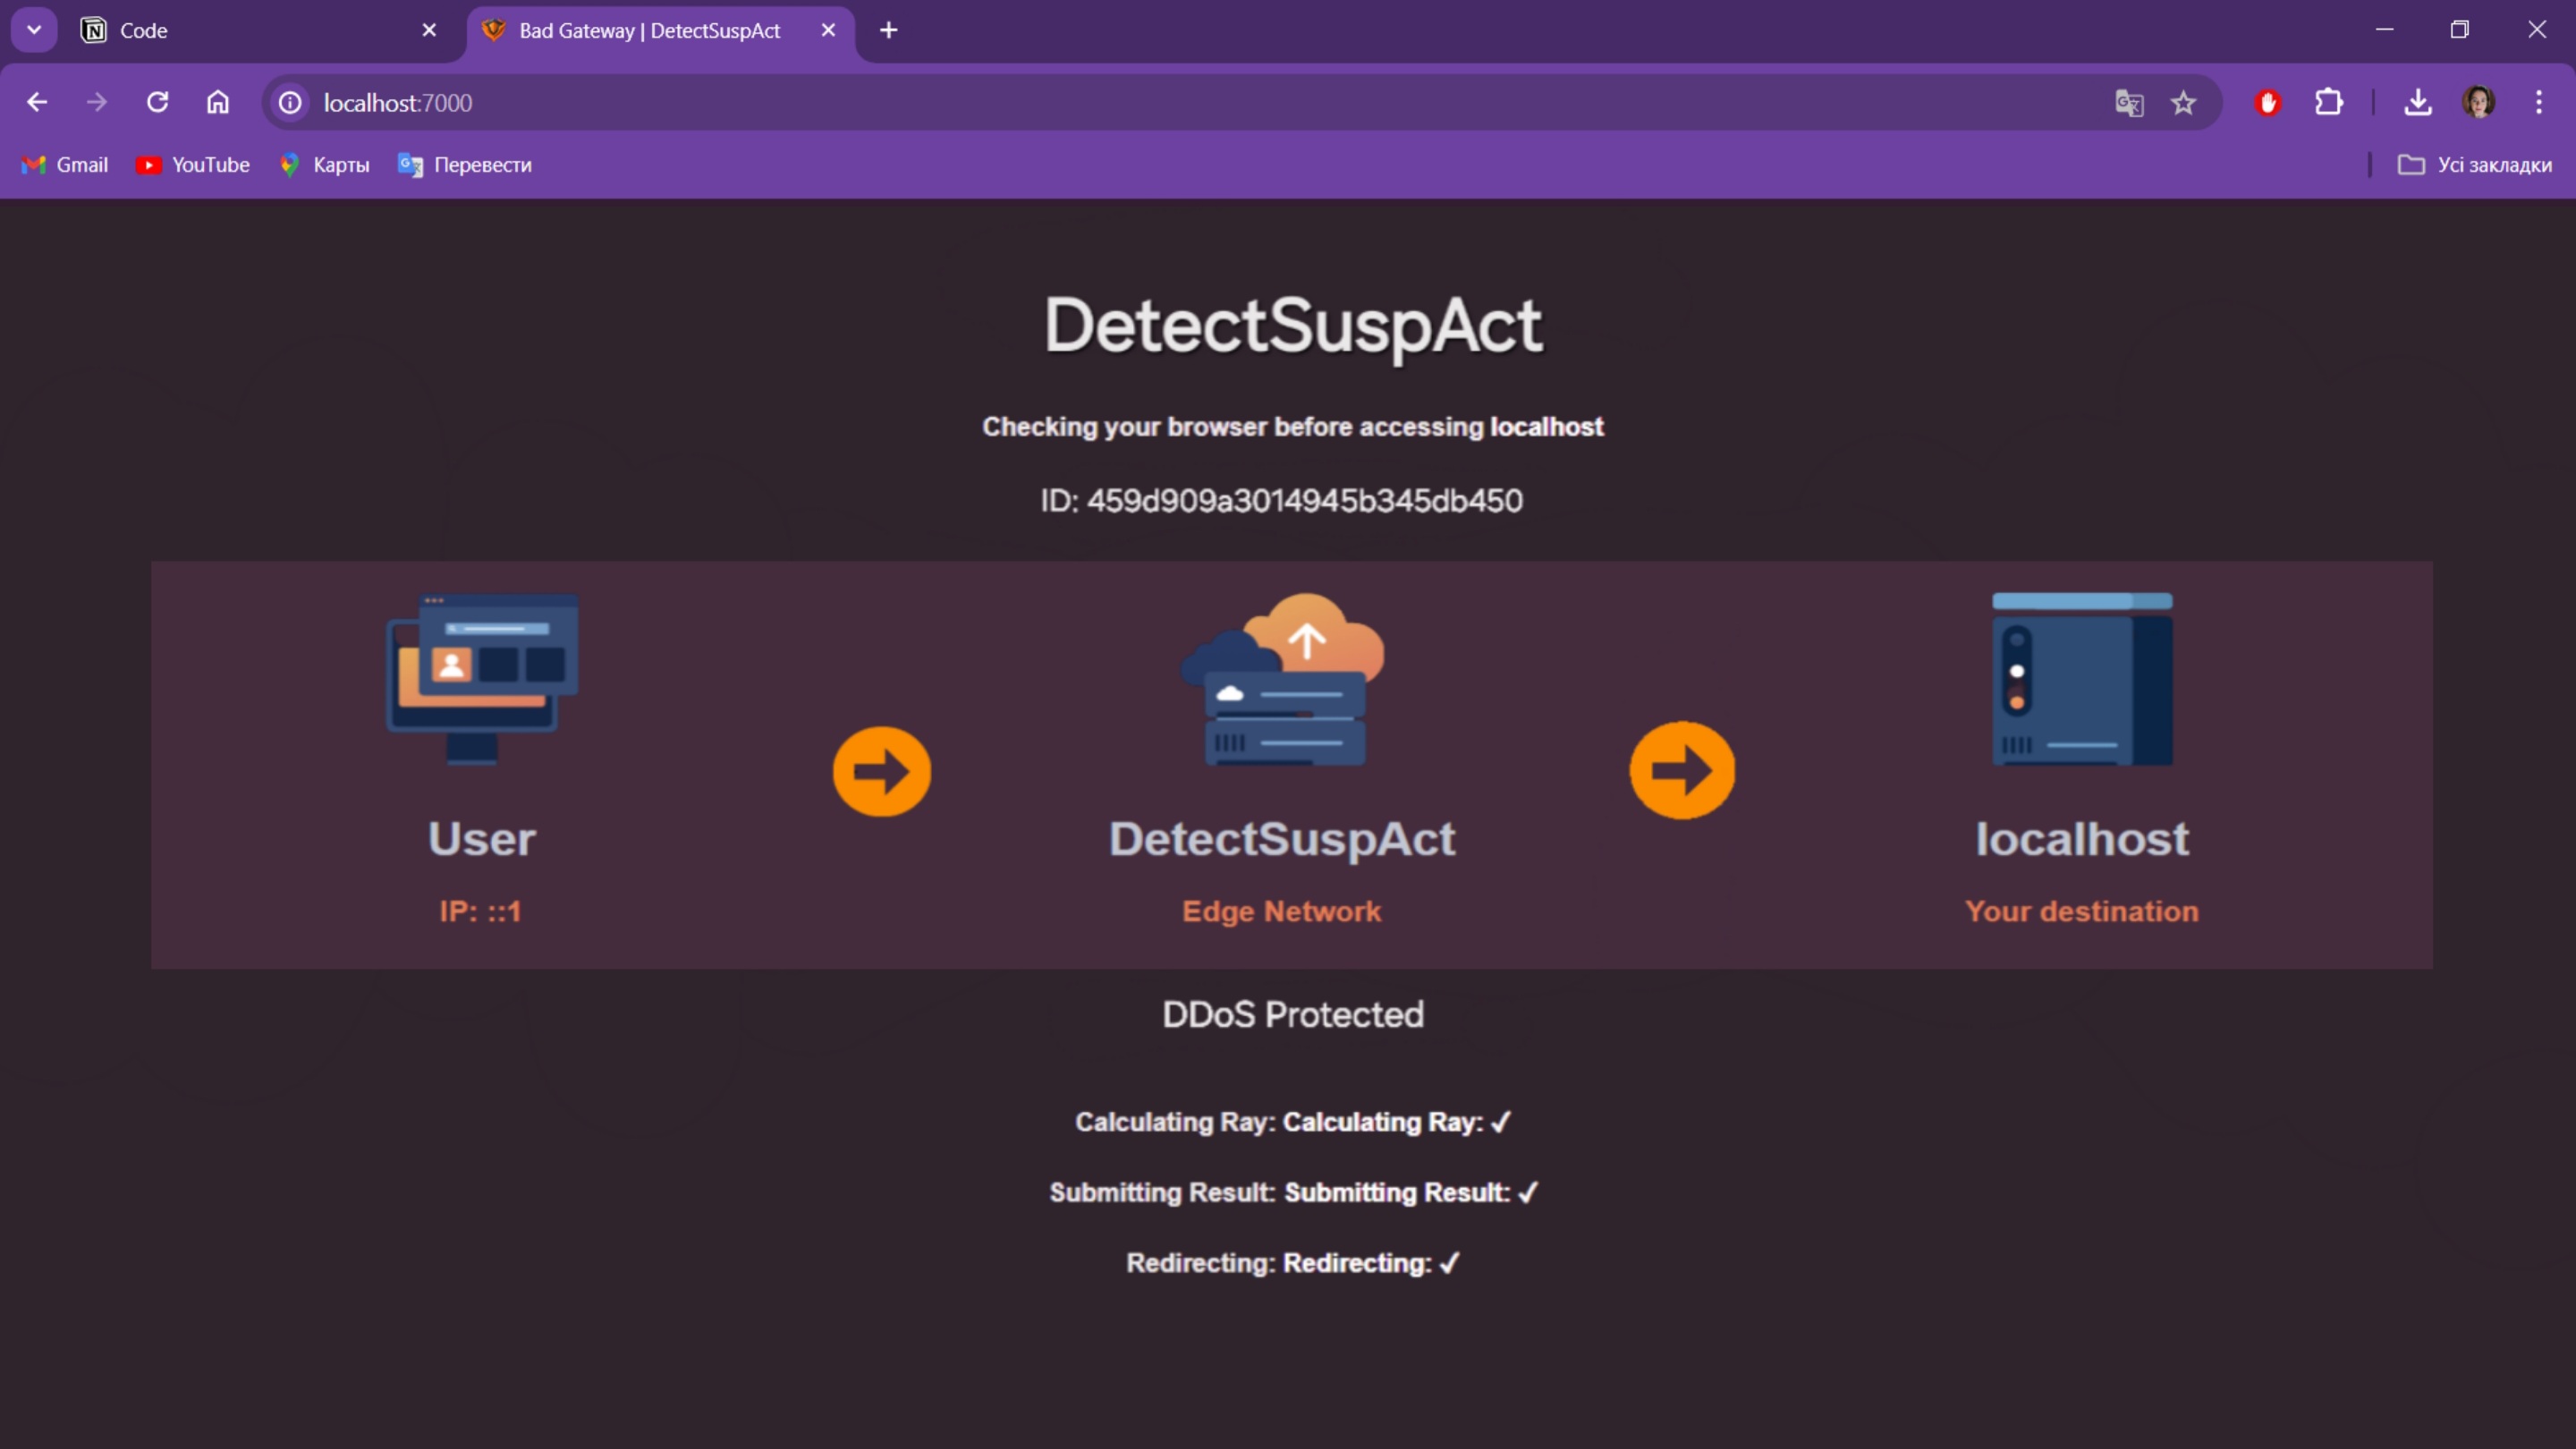 Code
Bad Gateway | DetectSuspAct
localhost:7000
Gmail
YouTube
Карты
Перевести
Усі закладки
DetectSuspAct
Checking your browser before accessing localhost
ID: 459d909a3014945b345db450
User
DetectSuspAct
localhost
IP: ::1
Edge Network
Your destination
DDoS Protected
Calculating Ray: Calculating Ray: ✓
Submitting Result: Submitting Result: ✓
Redirecting: Redirecting: ✓